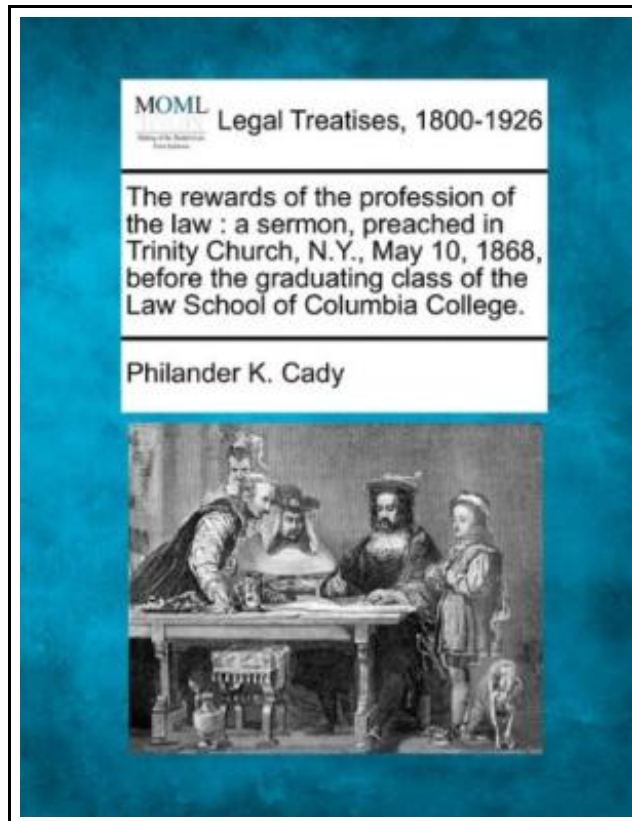 MOML
Legal Treatises, 1800-1926
The rewards of the profession of
the law : a sermon, preached in
Trinity Church, N.Y., May 10, 1868,
before the graduating class of the
Law School of Columbia College.
Philander K. Cady